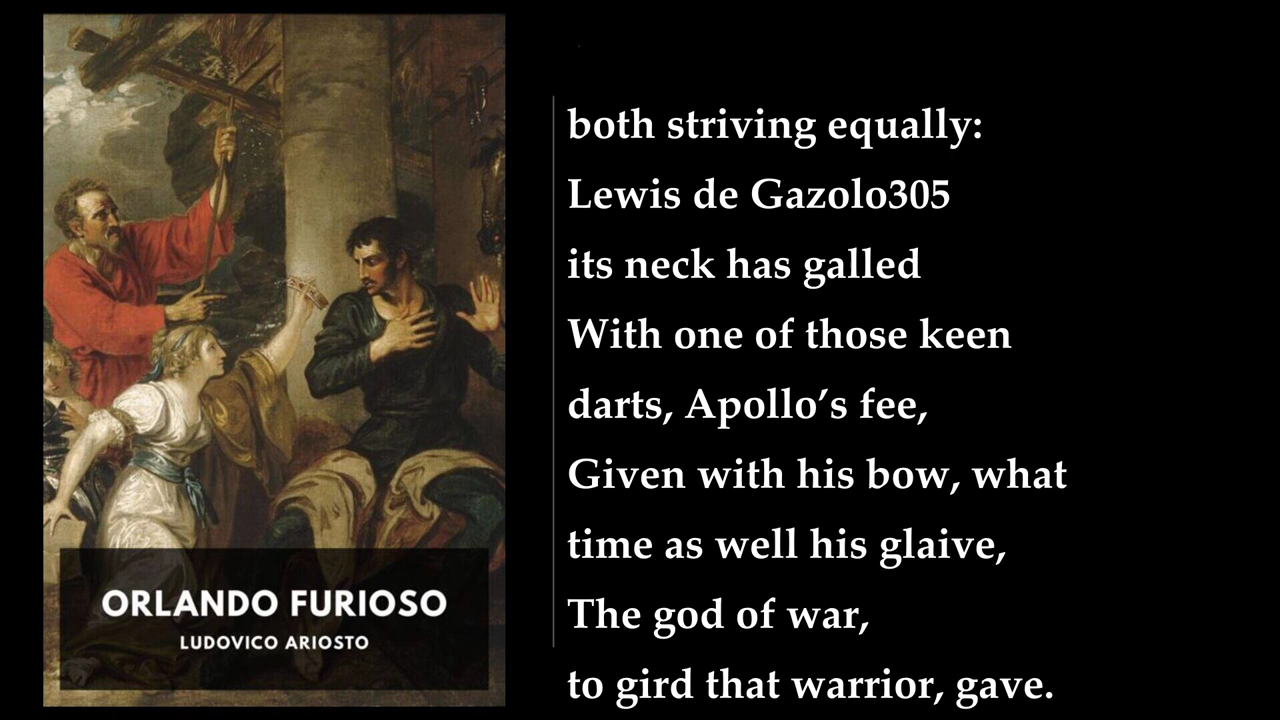 ORLANDO FURIOSO
LUDOVICO ARIOSTO
both striving equally:
Lewis de Gazolo305
its neck has galled
With one of those keen
darts, Apollo’s fee,
Given with his bow, what
time as well his glaive,
The god of war,
to gird that warrior, gave.